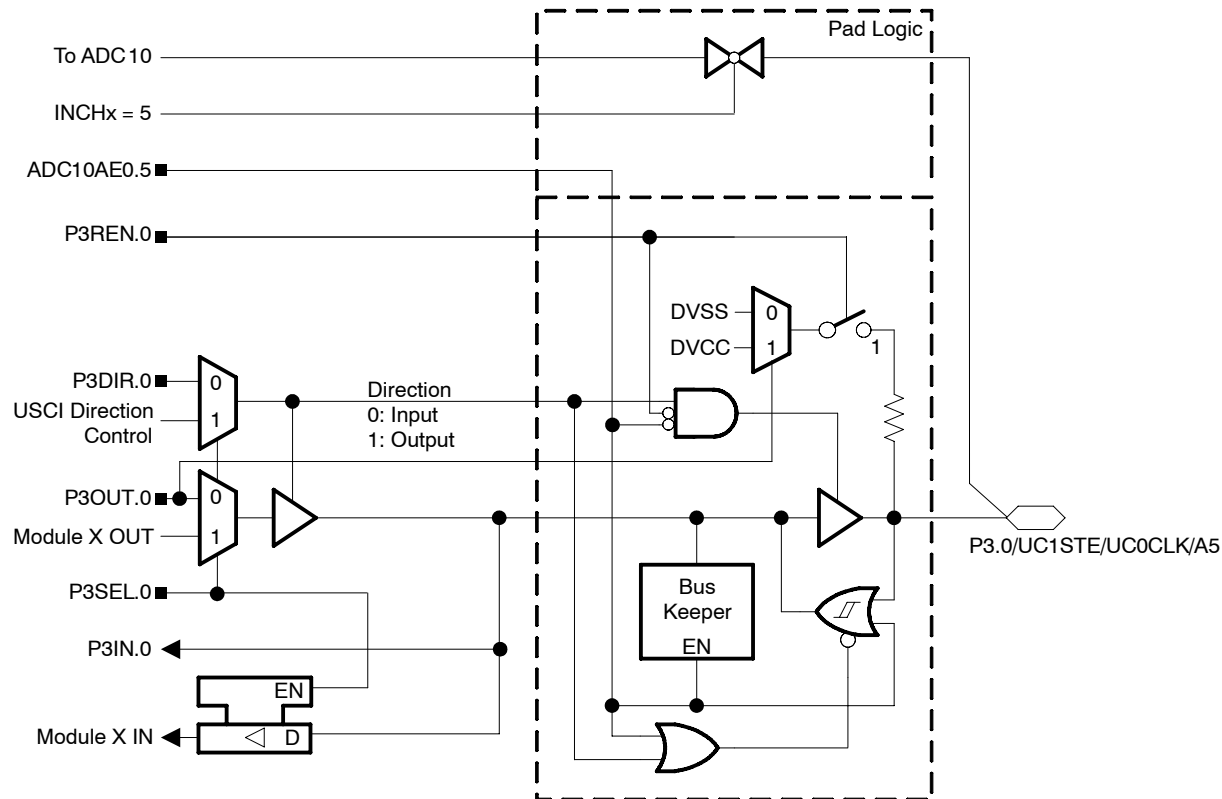 Pad Logic
To ADC10
INCHx = 5
ADC10AE0.5
P3REN.0
DVSS
0
DVCC
1
1
P3DIR.0
0
USCI Direction
Control
1
Direction
0: Input
1: Output
P3OUT.0
0
Module X OUT
1
P3.0/UC1STE/UC0CLK/A5
P3SEL.0
Bus
Keeper
EN
P3IN.0
EN
Module X IN
D